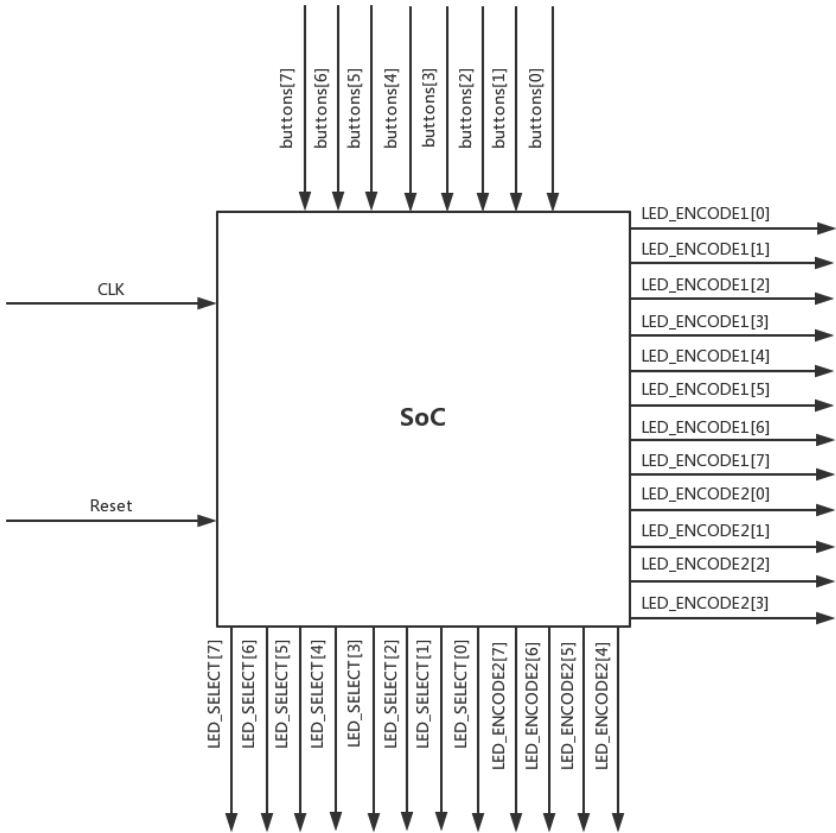 buttons[7]
buttons[6]
buttons[5]
buttons[4]
buttons[3]
buttons[2]
buttons[1]
buttons[0]
CLK
Reset
SoC
LED_ENCODE1[0]
LED_ENCODE1[1]
LED_ENCODE1[2]
LED_ENCODE1[3]
LED_ENCODE1[4]
LED_ENCODE1[5]
LED_ENCODE1[6]
LED_ENCODE1[7]
LED_ENCODE2[0]
LED_ENCODE2[1]
LED_ENCODE2[2]
LED_ENCODE2[3]
LED_SELECT[7]
LED_SELECT[6]
LED_SELECT[5]
LED_SELECT[4]
LED_SELECT[3]
LED_SELECT[2]
LED_SELECT[1]
LED_SELECT[0]
LED_ENCODE2[7]
LED_ENCODE2[6]
LED_ENCODE2[5]
LED_ENCODE2[4]